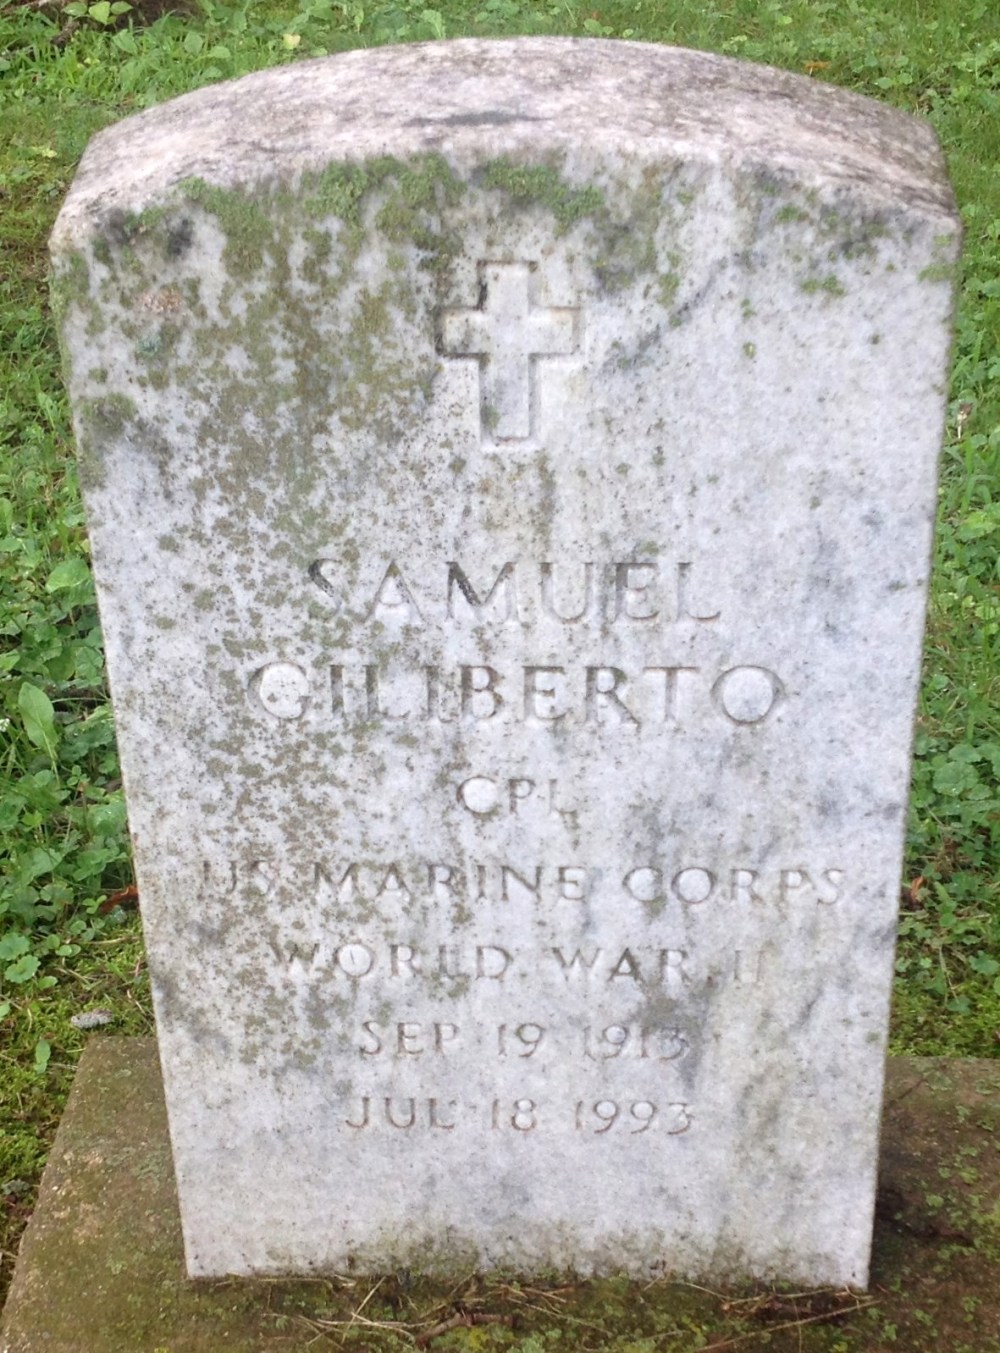 SAMUEL
GILIBERTO
CPL
US MARINE CORPS
WORLD WAR II
SEP 19 1913
JUL 18 1993